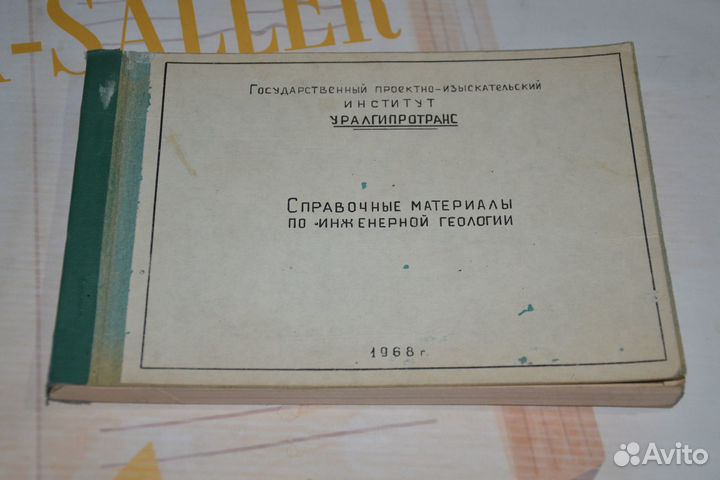 -SALLER
Государственный проектно-изыскательский
институт
Уралгипротранс
Справочные материалы
по инженерной геологии
1968 г.
Avito